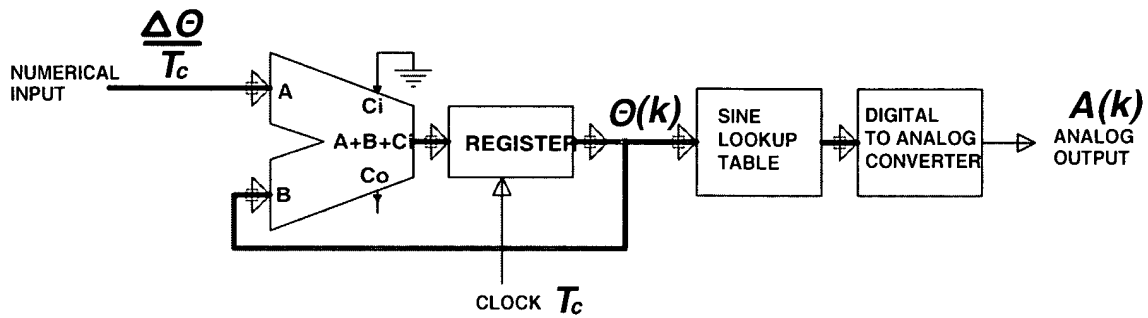 ΔΘ
Tc
NUMERICAL
INPUT
A
Ci
A+B+Ci
Co
B
REGISTER
Θ(k)
SINE
LOOKUP
TABLE
DIGITAL
TO ANALOG
CONVERTER
A(k)
ANALOG
OUTPUT
CLOCK Tc